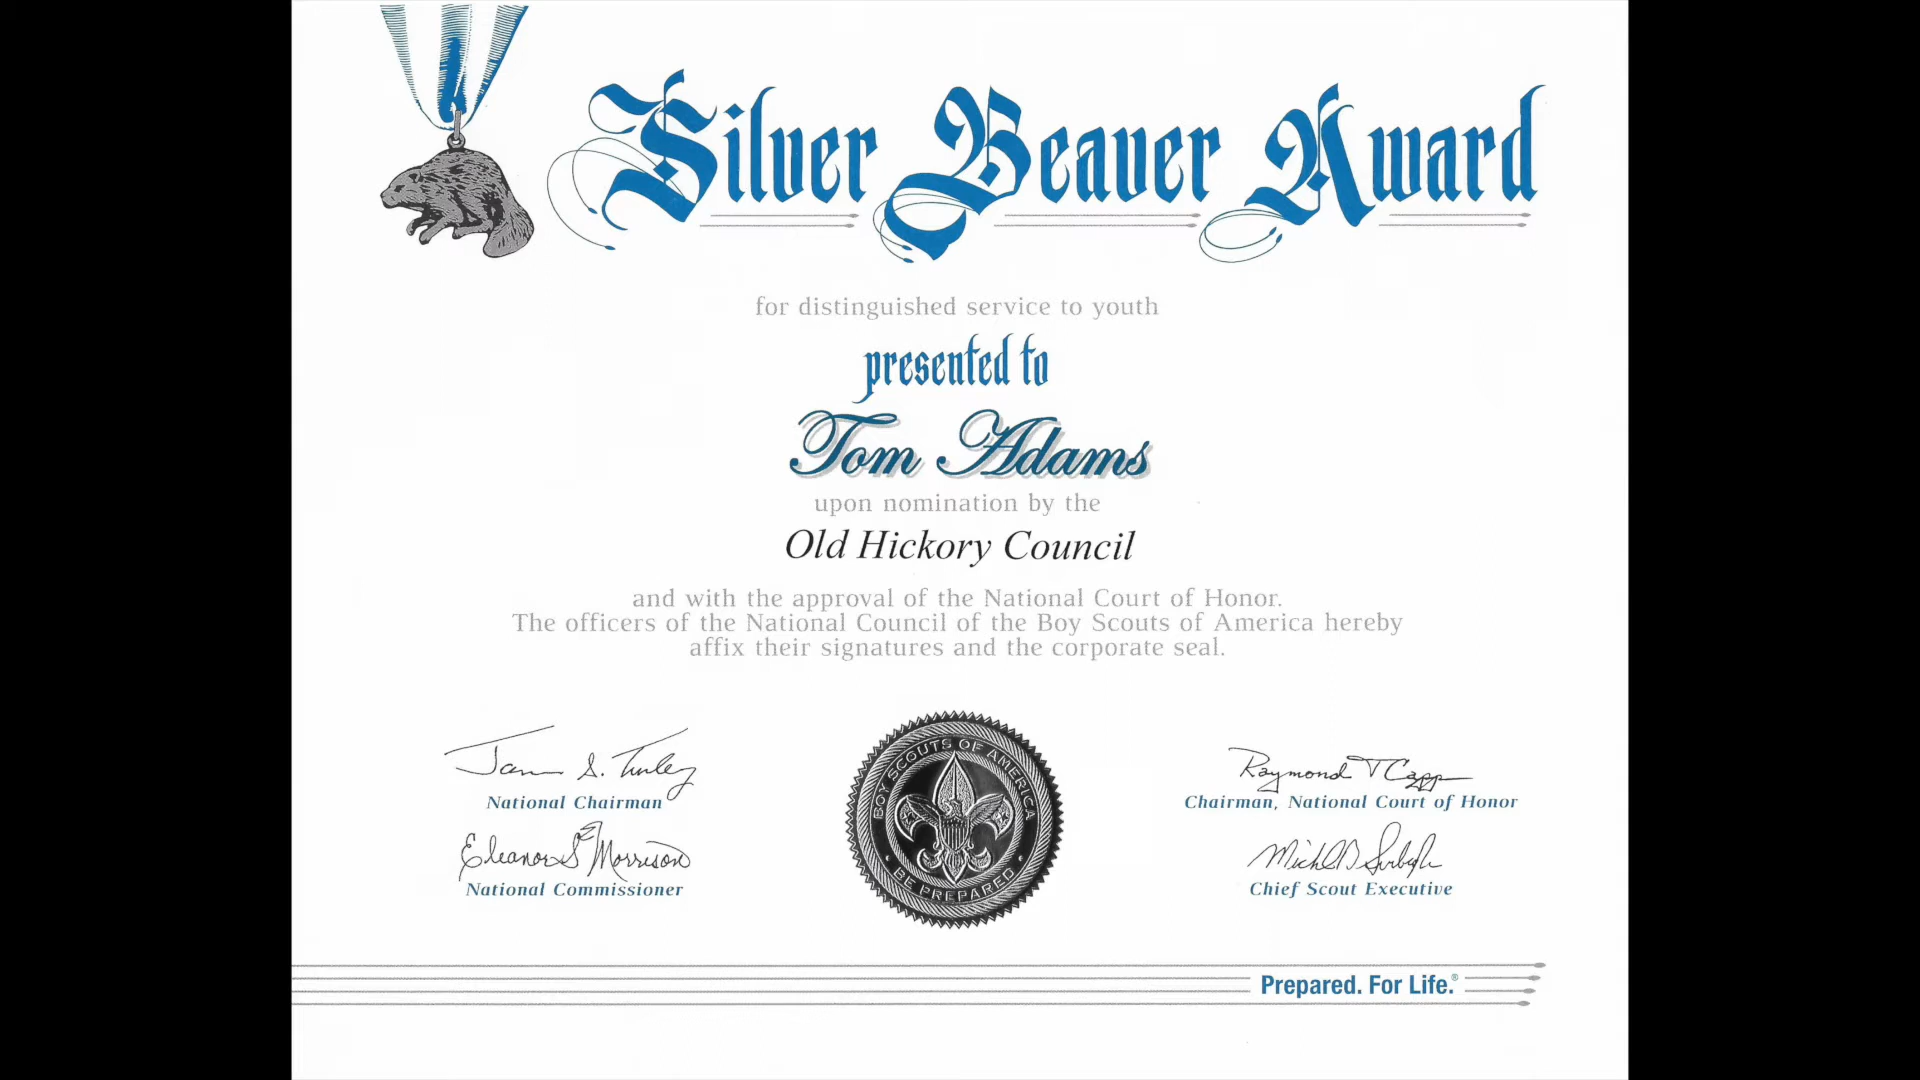 Silver Beaver Award
for distinguished service to youth
presented to
Tom Adams
upon nomination by the
Old Hickory Council
and with the approval of the National Court of Honor.
The officers of the National Council of the Boy Scouts of America hereby
affix their signatures and the corporate seal.
National Chairman
Raymond T Capp
Chairman, National Court of Honor
BOY SCOUTS OF AMERICA
BE PREPARED
Eleanor S Morrison
National Commissioner
Chief Scout Executive
Prepared. For Life.®